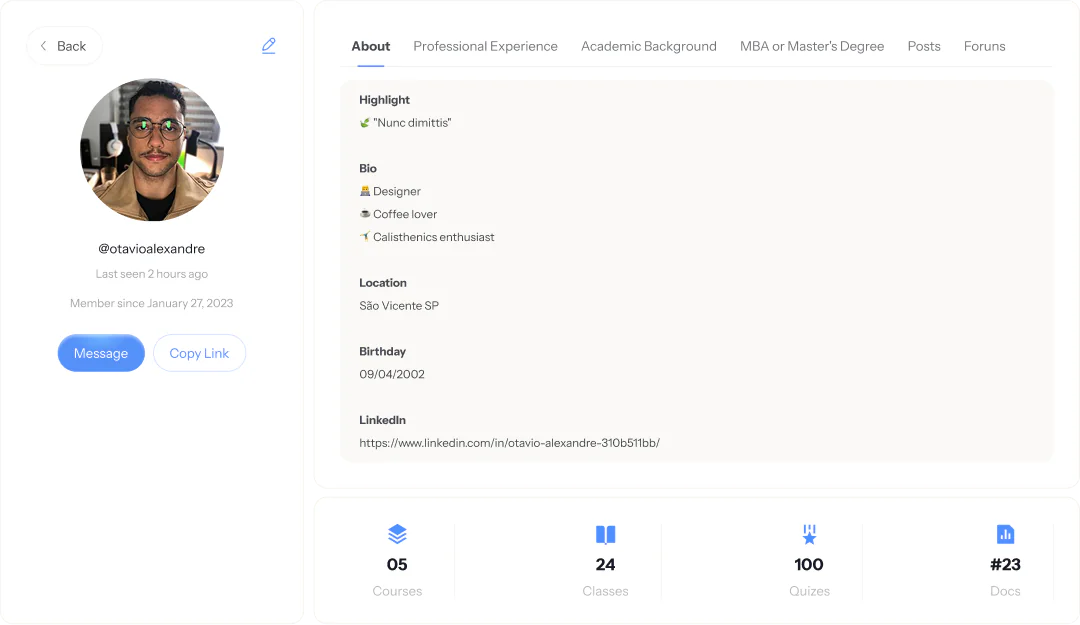 Back
@otavioalexandre
Last seen 2 hours ago
Member since January 27, 2023
Message Copy Link
About Professional Experience Academic Background MBA or Master's Degree Posts Foruns
Highlight
"Nunc dimittis"
Bio
Designer
Coffee lover
Calisthenics enthusiast
Location
São Vicente SP
Birthday
09/04/2002
LinkedIn
https://www.linkedin.com/in/otavio-alexandre-310b511bb/
05 24 100 #23
Courses Classes Quizes Docs